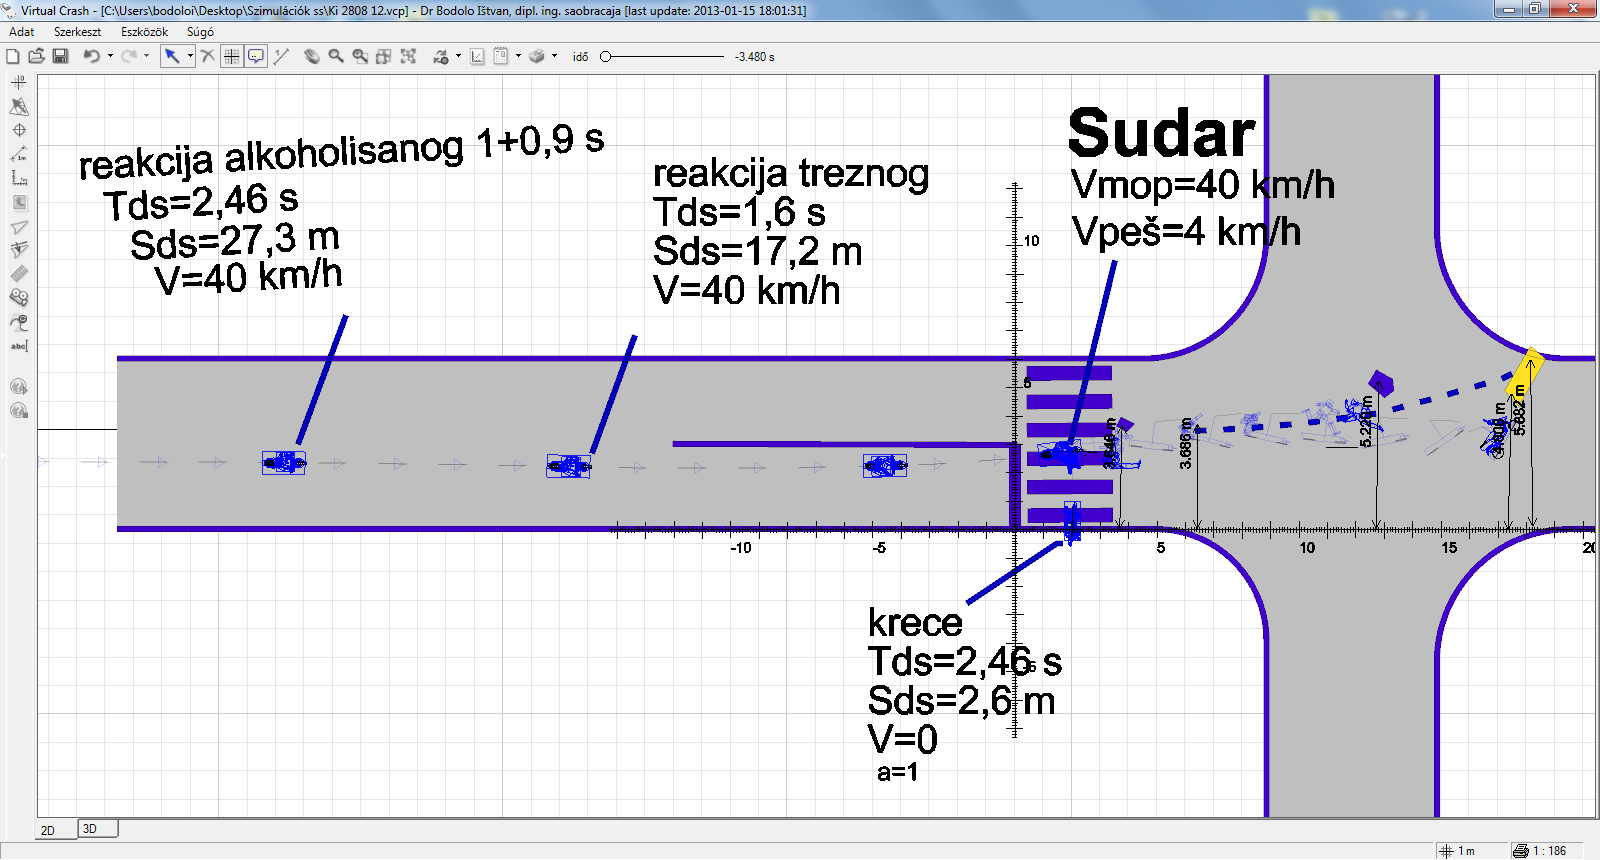 Virtual Crash - [C:\Users\bodoloi\Desktop\Szimulációk ss\Ki 2808 12.vcp] - Dr Bodolo Ištvan, dipl. ing. saobracaja [last update: 2013-01-15 18:01:31]
Adat Szerkeszt Eszközök Súgó
idő -3.480 s
reakcija alkoholisanog 1+0,9 s
Tds=2,46 s
Sds=27,3 m
V=40 km/h
reakcija treznog
Tds=1,6 s
Sds=17,2 m
V=40 km/h
Sudar
Vmop=40 km/h
Vpeš=4 km/h
10
5
3.686 m
5.220 m
5.682 m
-10 -5 5 10 15 20
krece
Tds=2,46 s
Sds=2,6 m
V=0
a=1
-5
abc
1m
2D 3D
1 m 1 : 186